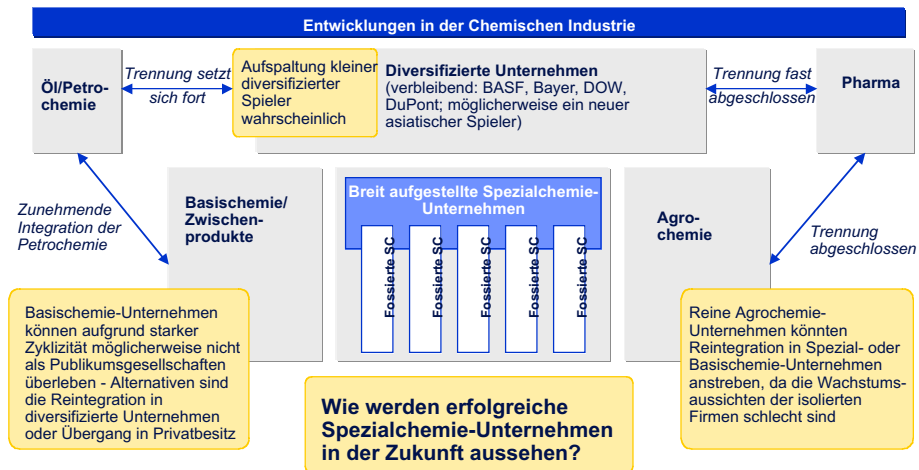 Entwicklungen in der Chemischen Industrie
Öl/Petro-
chemie
Trennung setzt
sich fort
Aufspaltung kleiner
diversifizierter
Spieler
wahrscheinlich
Diversifizierte Unternehmen
(verbleibend: BASF, Bayer, DOW,
DuPont; möglicherweise ein neuer
asiatischer Spieler)
Trennung fast
abgeschlossen
Pharma
Zunehmende
Integration der
Petrochemie
Basischemie/
Zwischen-
produkte
Breit aufgestellte Spezialchemie-
Unternehmen
Fossierte SC
Fossierte SC
Fossierte SC
Fossierte SC
Fossierte SC
Agro-
chemie
Trennung
abgeschlossen
Basischemie-Unternehmen
können aufgrund starker
Zyklizität möglicherweise nicht
als Publikumsgesellschaften
überleben - Alternativen sind
die Reintegration in
diversifizierte Unternehmen
oder Übergang in Privatbesitz
Wie werden erfolgreiche
Spezialchemie-Unternehmen
in der Zukunft aussehen?
Reine Agrochemie-
Unternehmen könnten
Reintegration in Spezial- oder
Basischemie-Unternehmen
anstreben, da die Wachstums-
aussichten der isolierten
Firmen schlecht sind